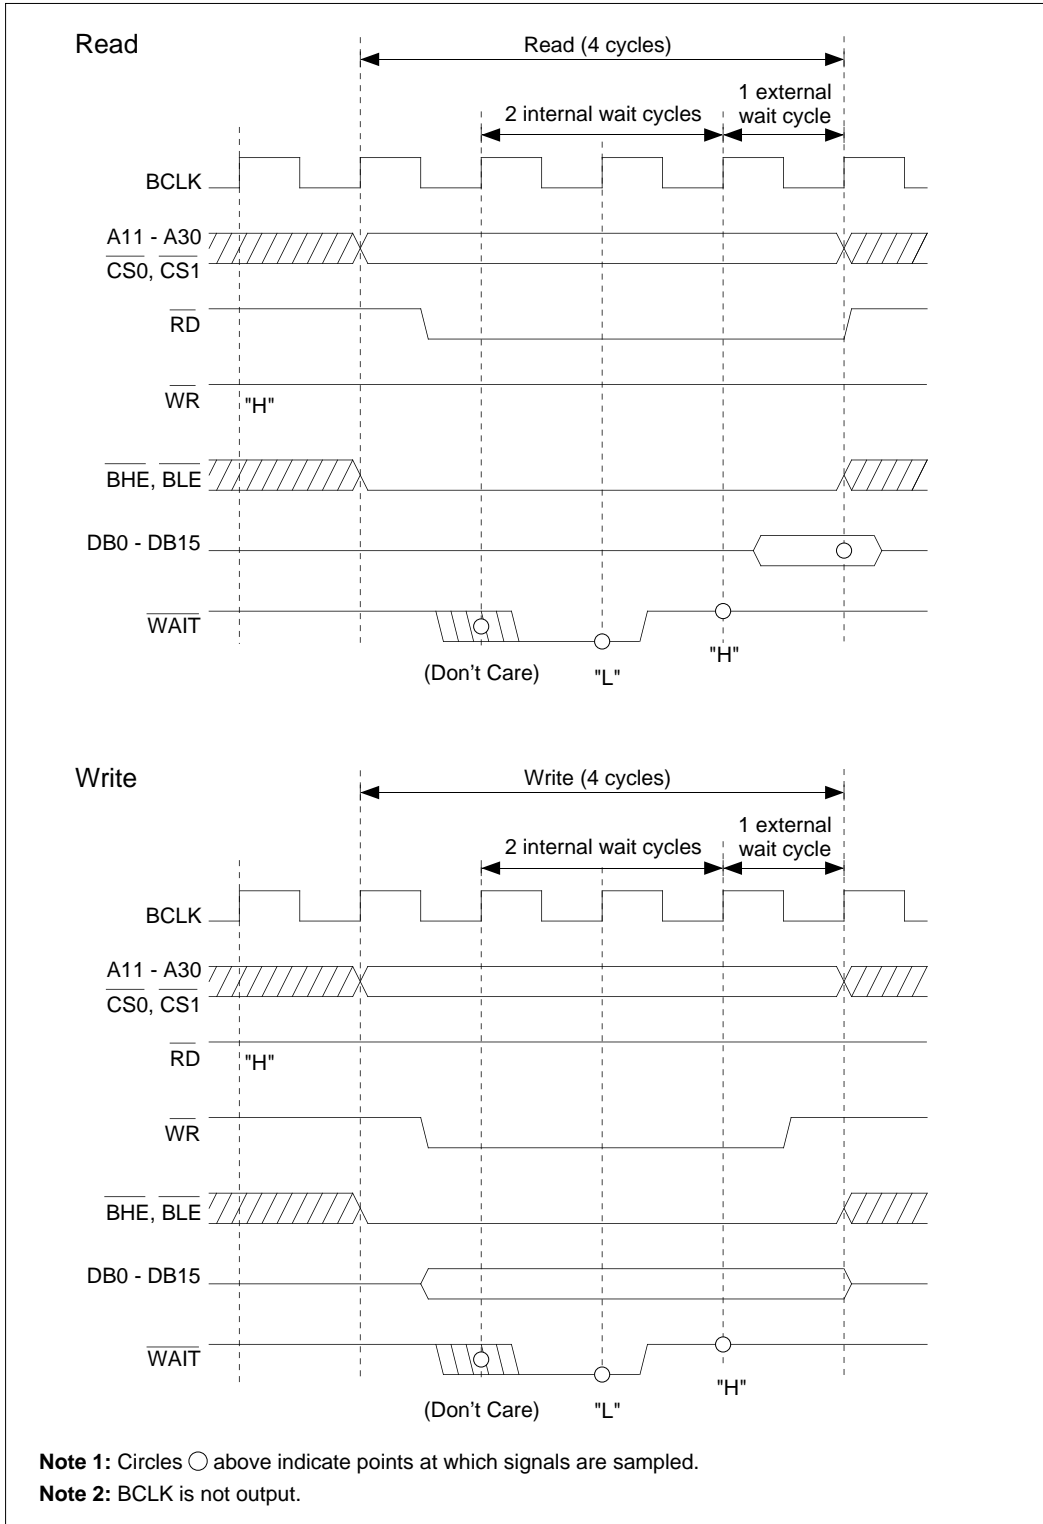 Read
Read (4 cycles)
1 external
wait cycle
2 internal wait cycles
BCLK
A11 - A30
CS0, CS1
RD
WR
"H"
BHE, BLE
DB0 - DB15
WAIT
(Don't Care)
"L"
"H"
Write
Write (4 cycles)
1 external
wait cycle
2 internal wait cycles
BCLK
A11 - A30
CS0, CS1
RD
"H"
WR
BHE, BLE
DB0 - DB15
WAIT
(Don't Care)
"L"
"H"
Note 1: Circles ○ above indicate points at which signals are sampled.
Note 2: BCLK is not output.